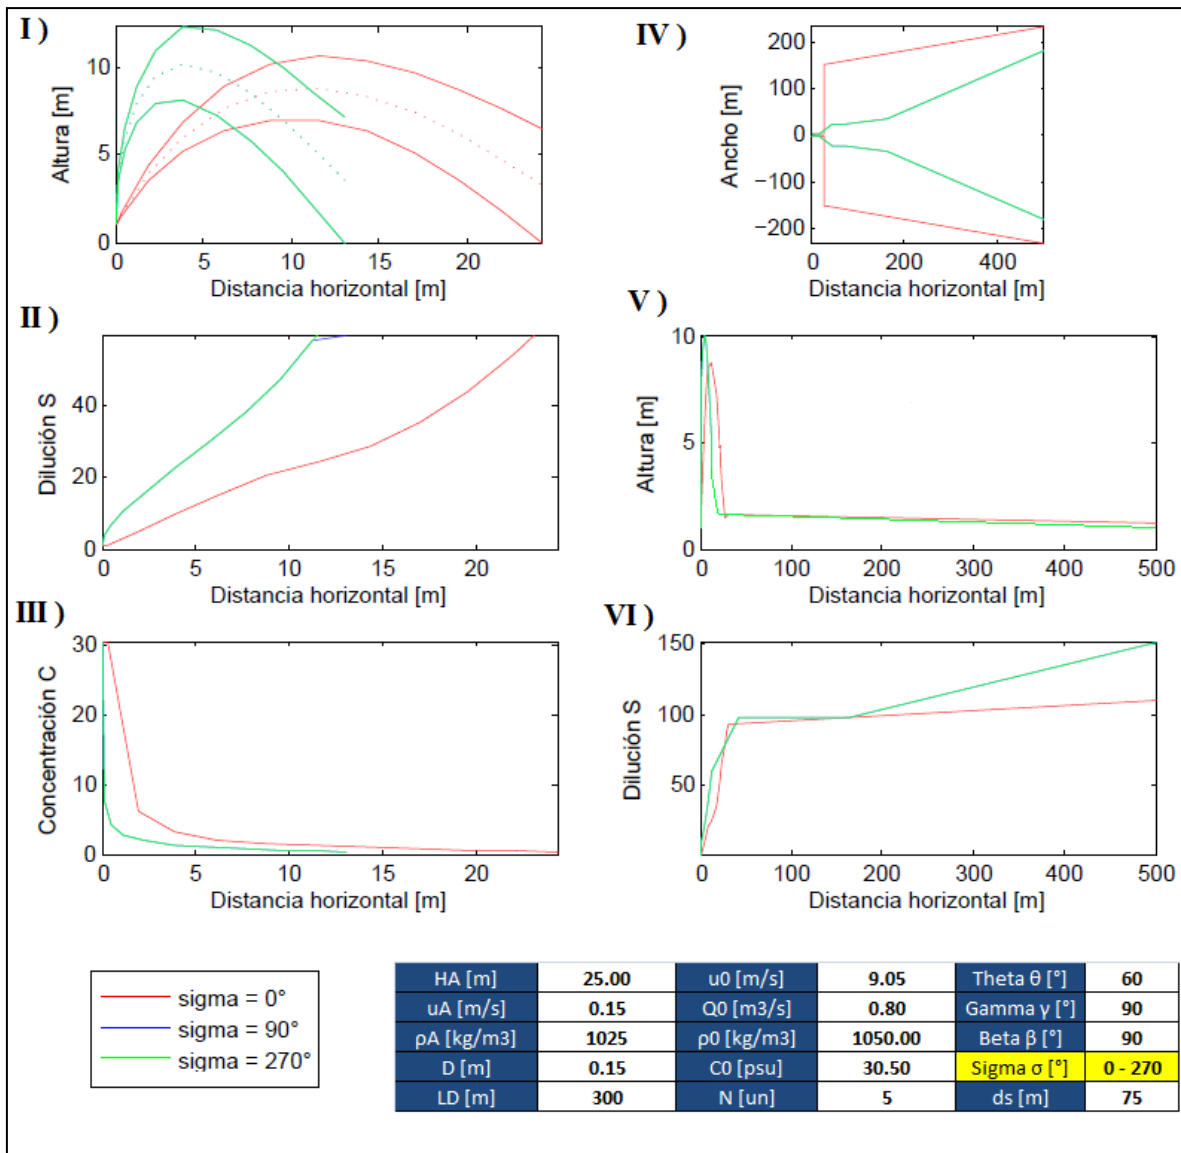 I )
Altura [m]
10
5
0
0 5 10 15 20
Distancia horizontal [m]
IV )
Ancho [m]
200
100
0
−100
−200
0 200 400
Distancia horizontal [m]
II )
Dilución S
40
20
0
0 5 10 15 20
Distancia horizontal [m]
V )
Altura [m]
10
5
0
0 100 200 300 400 500
Distancia horizontal [m]
III )
Concentración C
30
20
10
0
0 5 10 15 20
Distancia horizontal [m]
VI )
Dilución S
150
100
50
0 100 200 300 400 500
Distancia horizontal [m]
sigma = 0°
sigma = 90°
sigma = 270°
HA [m] 25.00 u0 [m/s] 9.05 Theta θ [°] 60
uA [m/s] 0.15 Q0 [m3/s] 0.80 Gamma γ [°] 90
ρA [kg/m3] 1025 ρ0 [kg/m3] 1050.00 Beta β [°] 90
D [m] 0.15 C0 [psu] 30.50 Sigma σ [°] 0 - 270
LD [m] 300 N [un] 5 ds [m] 75